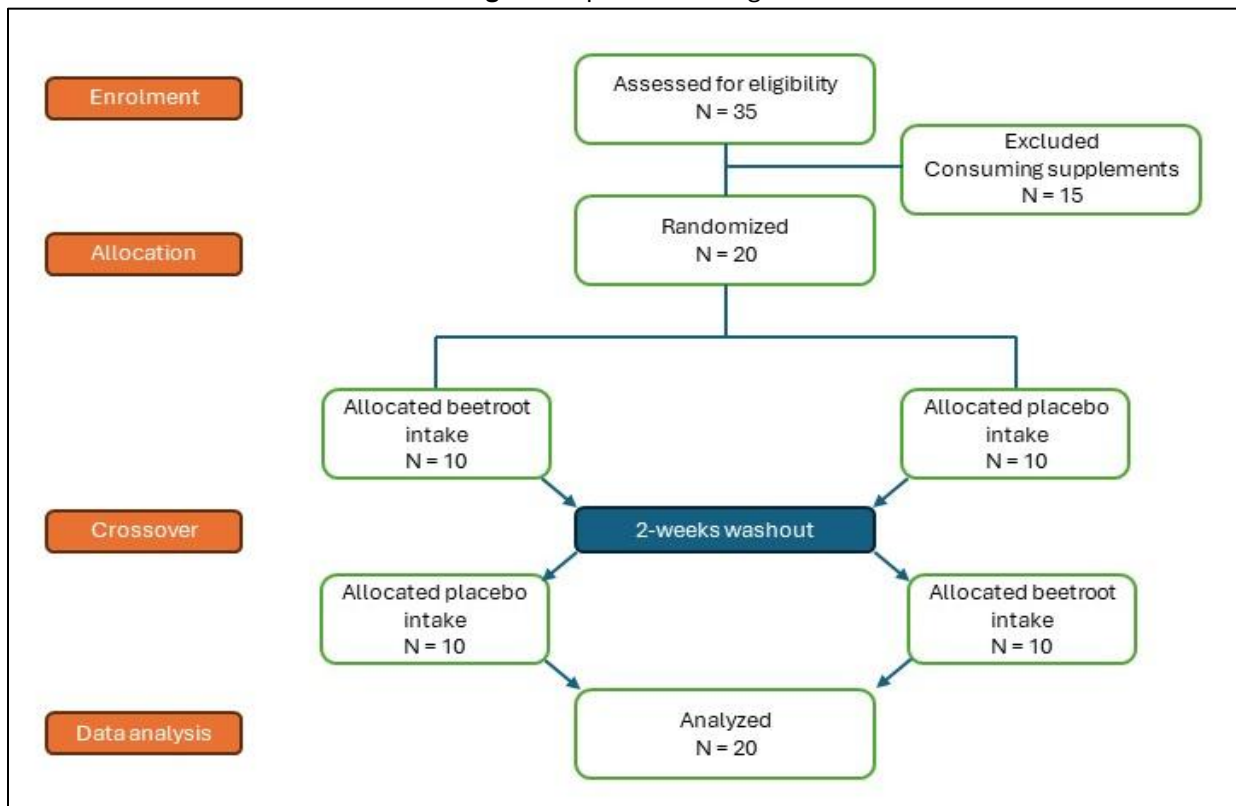 Enrolment
Assessed for eligibility
N = 35
Excluded
Consuming supplements
N = 15
Allocation
Randomized
N = 20
Allocated beetroot
intake
N = 10
Allocated placebo
intake
N = 10
Crossover
2-weeks washout
Allocated placebo
intake
N = 10
Allocated beetroot
intake
N = 10
Data analysis
Analyzed
N = 20